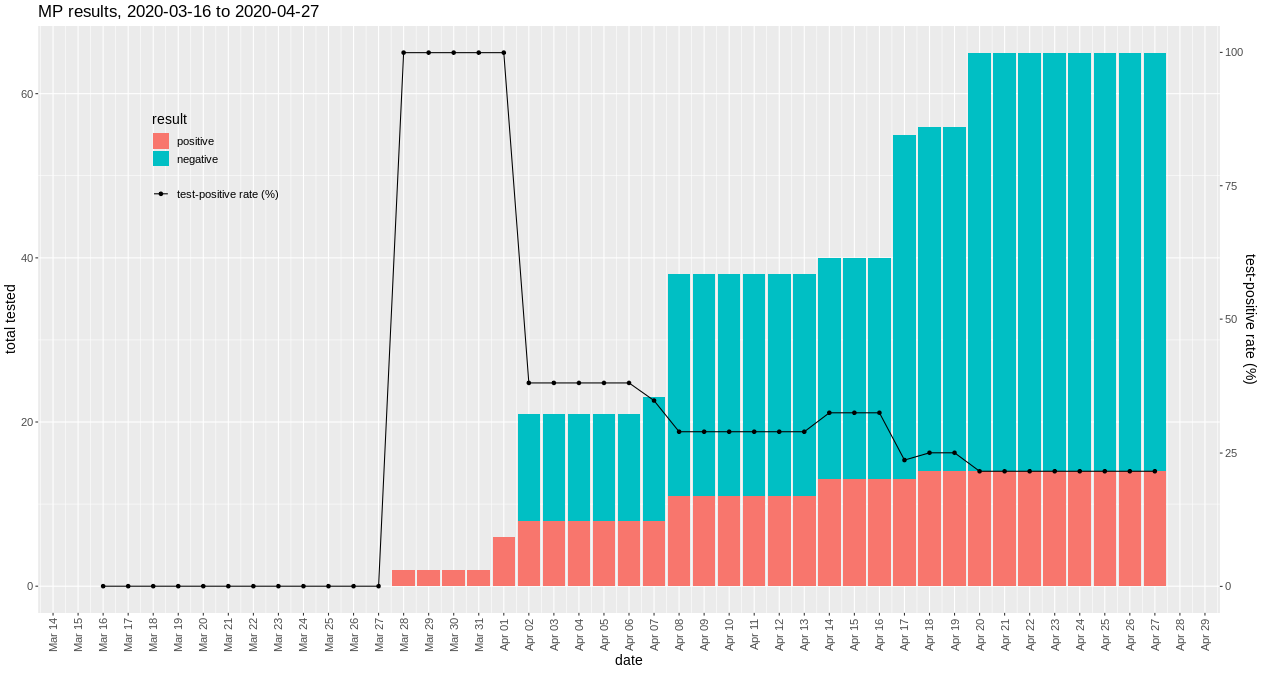 MP results, 2020-03-16 to 2020-04-27
total tested
60
40
20
0
result
positive
negative
test-positive rate (%)
100
75
50
25
0
test-positive rate (%)
Mar 14 Mar 15 Mar 16 Mar 17 Mar 18 Mar 19 Mar 20 Mar 21 Mar 22 Mar 23 Mar 24 Mar 25 Mar 26 Mar 27 Mar 28 Mar 29 Mar 30 Mar 31 Apr 01 Apr 02 Apr 03 Apr 04 Apr 05 Apr 06 Apr 07 Apr 08 Apr 09 Apr 10 Apr 11 Apr 12 Apr 13 Apr 14 Apr 15 Apr 16 Apr 17 Apr 18 Apr 19 Apr 20 Apr 21 Apr 22 Apr 23 Apr 24 Apr 25 Apr 26 Apr 27 Apr 28 Apr 29
date